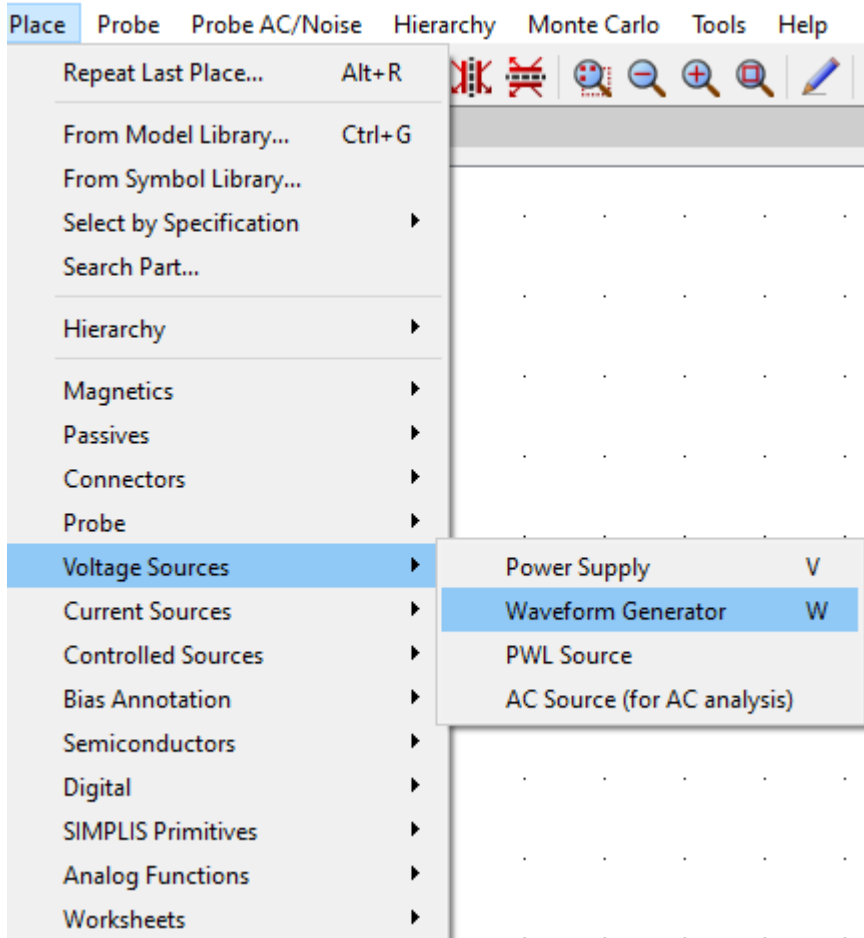 Place Probe Probe AC/Noise Hierarchy Monte Carlo Tools Help
Repeat Last Place... Alt+R
From Model Library... Ctrl+G
From Symbol Library...
Select by Specification
Search Part...
Hierarchy
Magnetics
Passives
Connectors
Probe
Voltage Sources
Current Sources
Controlled Sources
Bias Annotation
Semiconductors
Digital
SIMPLIS Primitives
Analog Functions
Worksheets
Power Supply V
Waveform Generator W
PWL Source
AC Source (for AC analysis)